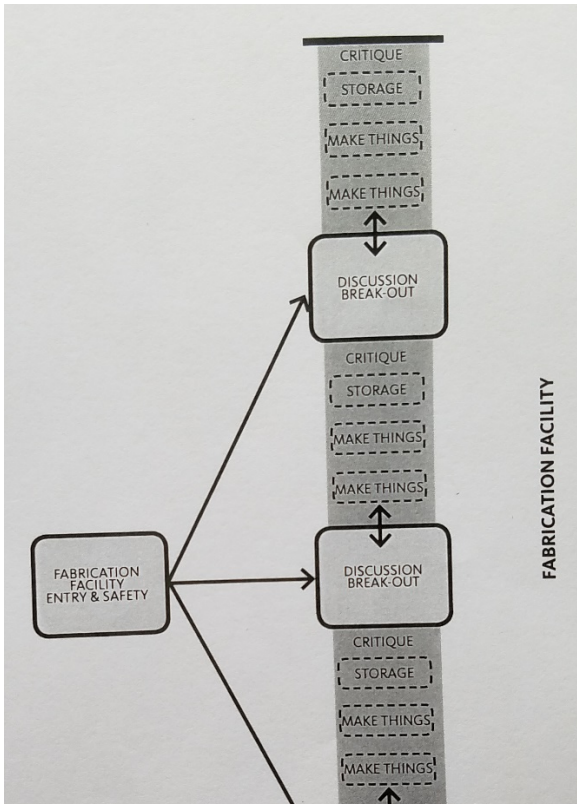 CRITIQUE
STORAGE
MAKE THINGS
MAKE THINGS
DISCUSSION
BREAK-OUT
CRITIQUE
STORAGE
MAKE THINGS
MAKE THINGS
FABRICATION
FACILITY
ENTRY & SAFETY
DISCUSSION
BREAK-OUT
CRITIQUE
STORAGE
MAKE THINGS
MAKE THINGS
FABRICATION FACILITY